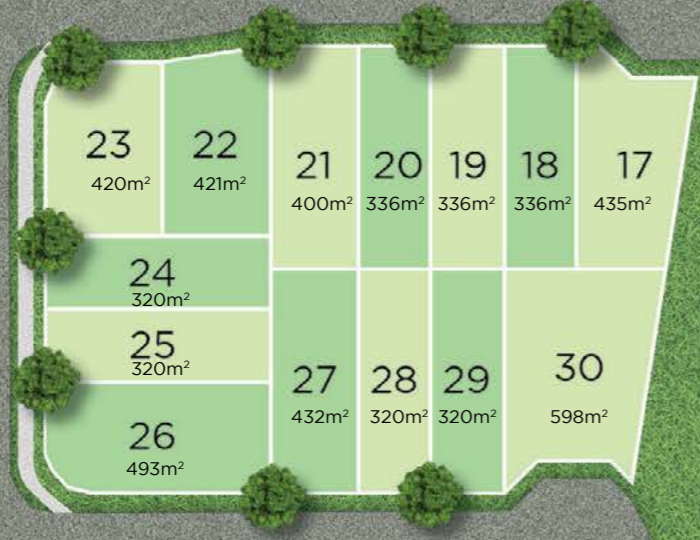 23
420m²
22
421m²
21
400m²
20
336m²
19
336m²
18
336m²
17
435m²
24
320m²
25
320m²
26
493m²
27
432m²
28
320m²
29
320m²
30
598m²